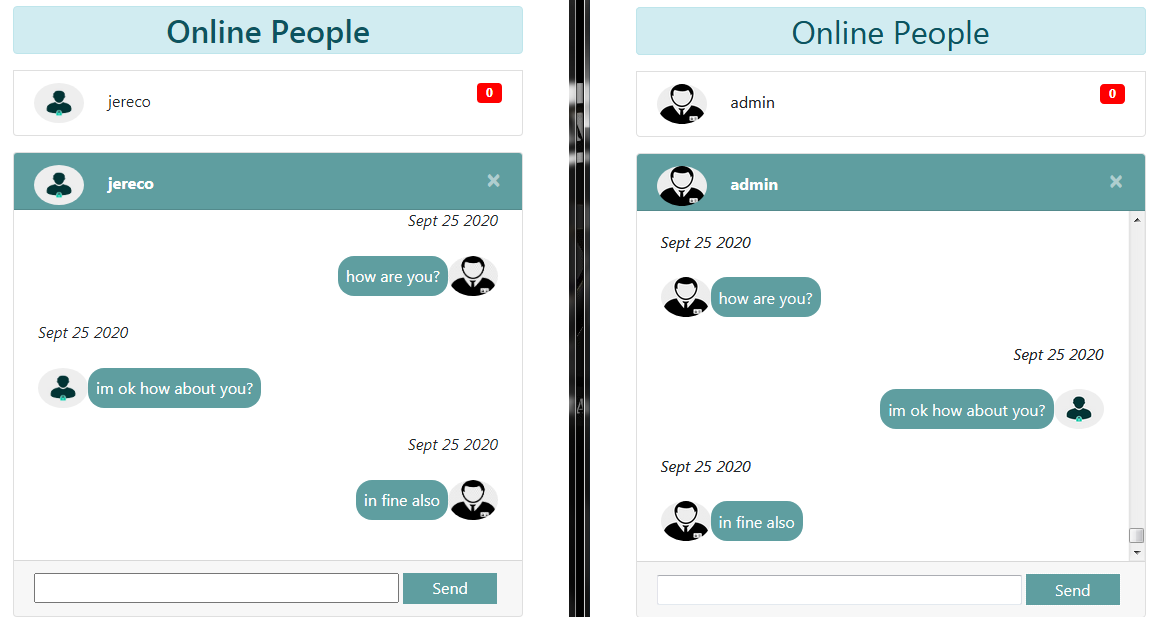 Online People
jereco
0
jereco
×
Sept 25 2020
how are you?
Sept 25 2020
im ok how about you?
Sept 25 2020
in fine also
Send
Online People
admin
0
admin
×
Sept 25 2020
how are you?
Sept 25 2020
im ok how about you?
Sept 25 2020
in fine also
Send